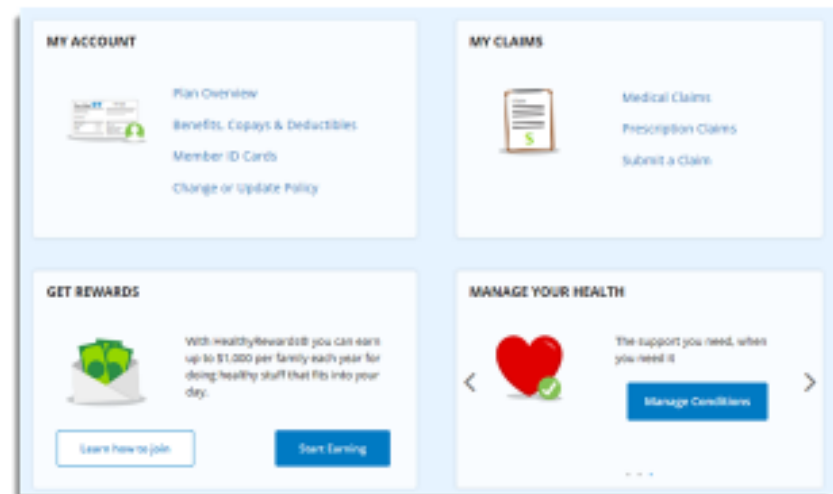 MY ACCOUNT
Plan Overview
Benefits, Copays & Deductibles
Member ID Cards
Change or Update Policy
MY CLAIMS
Medical Claims
Prescription Claims
Submit a Claim
$
GET REWARDS
With HealthyRewards® you can earn
up to $1,000 per family each year for
doing healthy stuff that fits into your
day.
Learn how to join
Start Earning
MANAGE YOUR HEALTH
The support you need, when
you need it
Manage Conditions